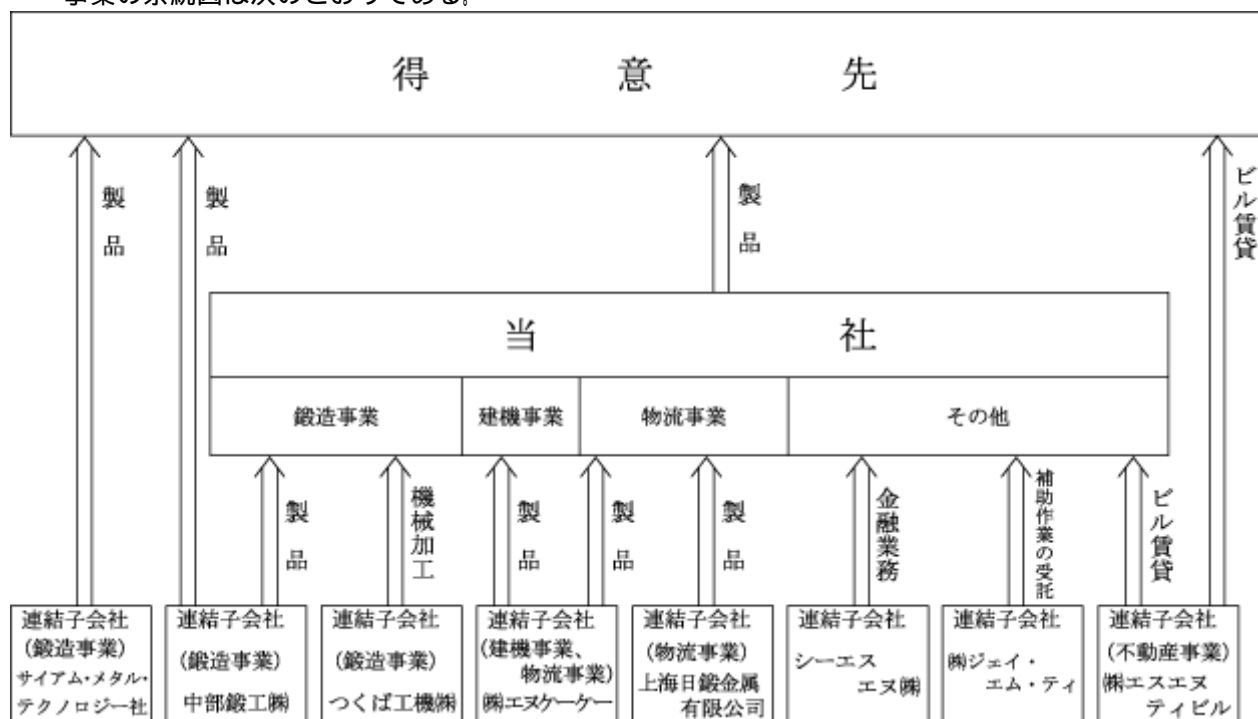 事業の系統図は次のとおりである。
得意先
製品
製品
製品
ビル賃貸
当社
鍛造事業
建機事業
物流事業
その他
製品
機械加工
製品
製品
製品
金融業務
補助作業の受託
ビル賃貸
連結子会社
(鍛造事業)
サイアム・メタル・
テクノロジー社
連結子会社
(鍛造事業)
中部鍛工㈱
連結子会社
(鍛造事業)
つくば工機㈱
連結子会社
(建機事業、
物流事業)
㈱エヌケーケー
連結子会社
(物流事業)
上海日鍛金属
有限公司
連結子会社
シーエス
エヌ㈱
連結子会社
㈱ジェイ・
エム・ティ
連結子会社
(不動産事業)
㈱エスエヌ
ティビル